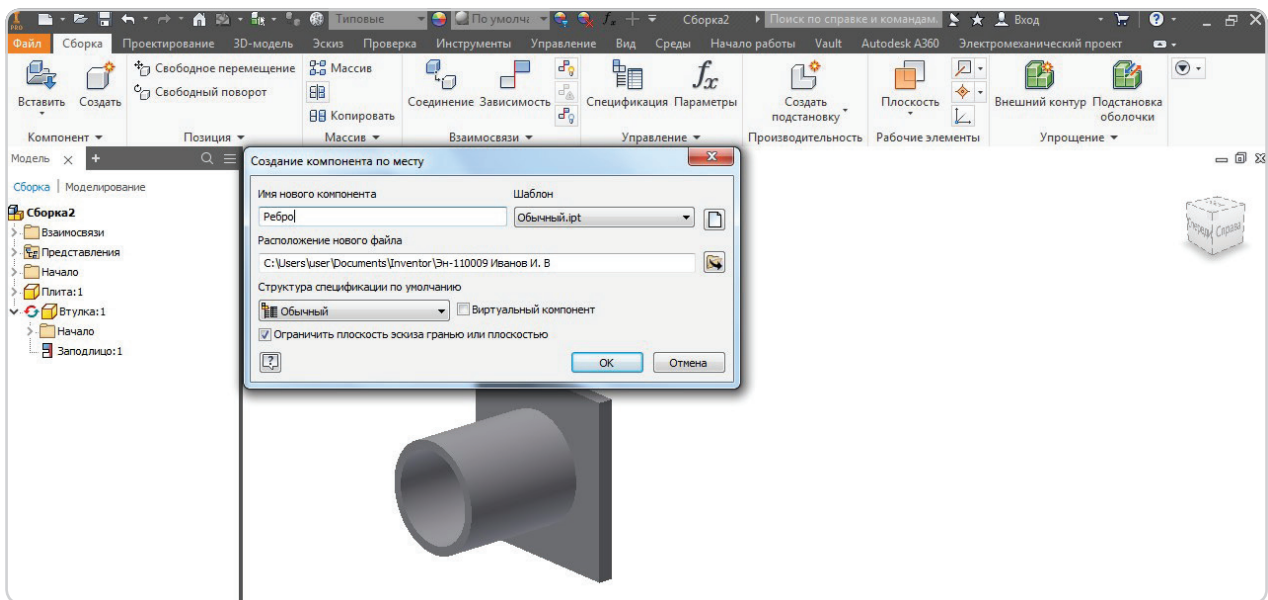 PRO
Типовые
По умолчі
Сборка2
Поиск по справке и командам.
Вход
Файл Сборка Проектирование 3D-модель Эскиз Проверка Инструменты Управление Вид Среды Начало работы Vault Autodesk A360 Электромеханический проект
Вставить
Создать
Свободное перемещение
Свободный поворот
Массив
Копировать
Соединение
Зависимость
Спецификация
Параметры
Создать
подстановку
Плоскость
Внешний контур
Подстановка
оболочки
Компонент
Позиция
Массив
Взаимосвязи
Управление
Производительность
Рабочие элементы
Упрощение
Модель
Сборка | Моделирование
Сборка2
Взаимосвязи
Представления
Начало
Плита:1
Втулка:1
Начало
Заподлицо:1
Создание компонента по месту
Имя нового компонента
Шаблон
Ребро
Обычный.ipt
Расположение нового файла
C:\Users\user\Documents\Inventor\Эн-110009 Иванов И. В
Структура спецификации по умолчанию
Обычный
Виртуальный компонент
Ограничить плоскость эскиза гранью или плоскостью
ОК
Отмена
Справа